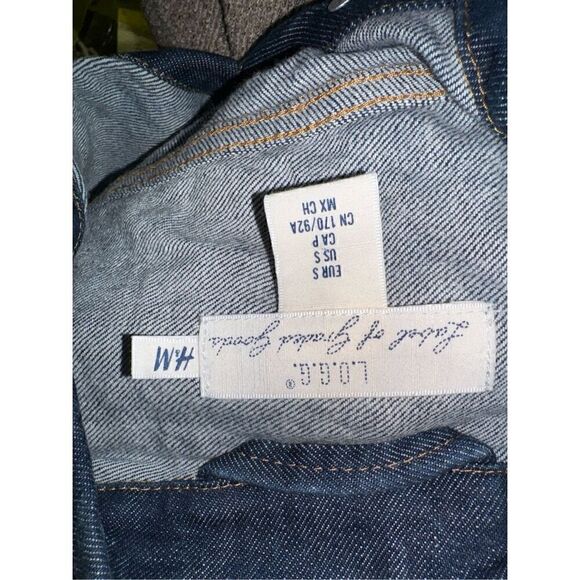 L.O.G.G.®
Label of Graded Goods
H&M
EUR S
US S
CA P
CN 170/92A
MX CH